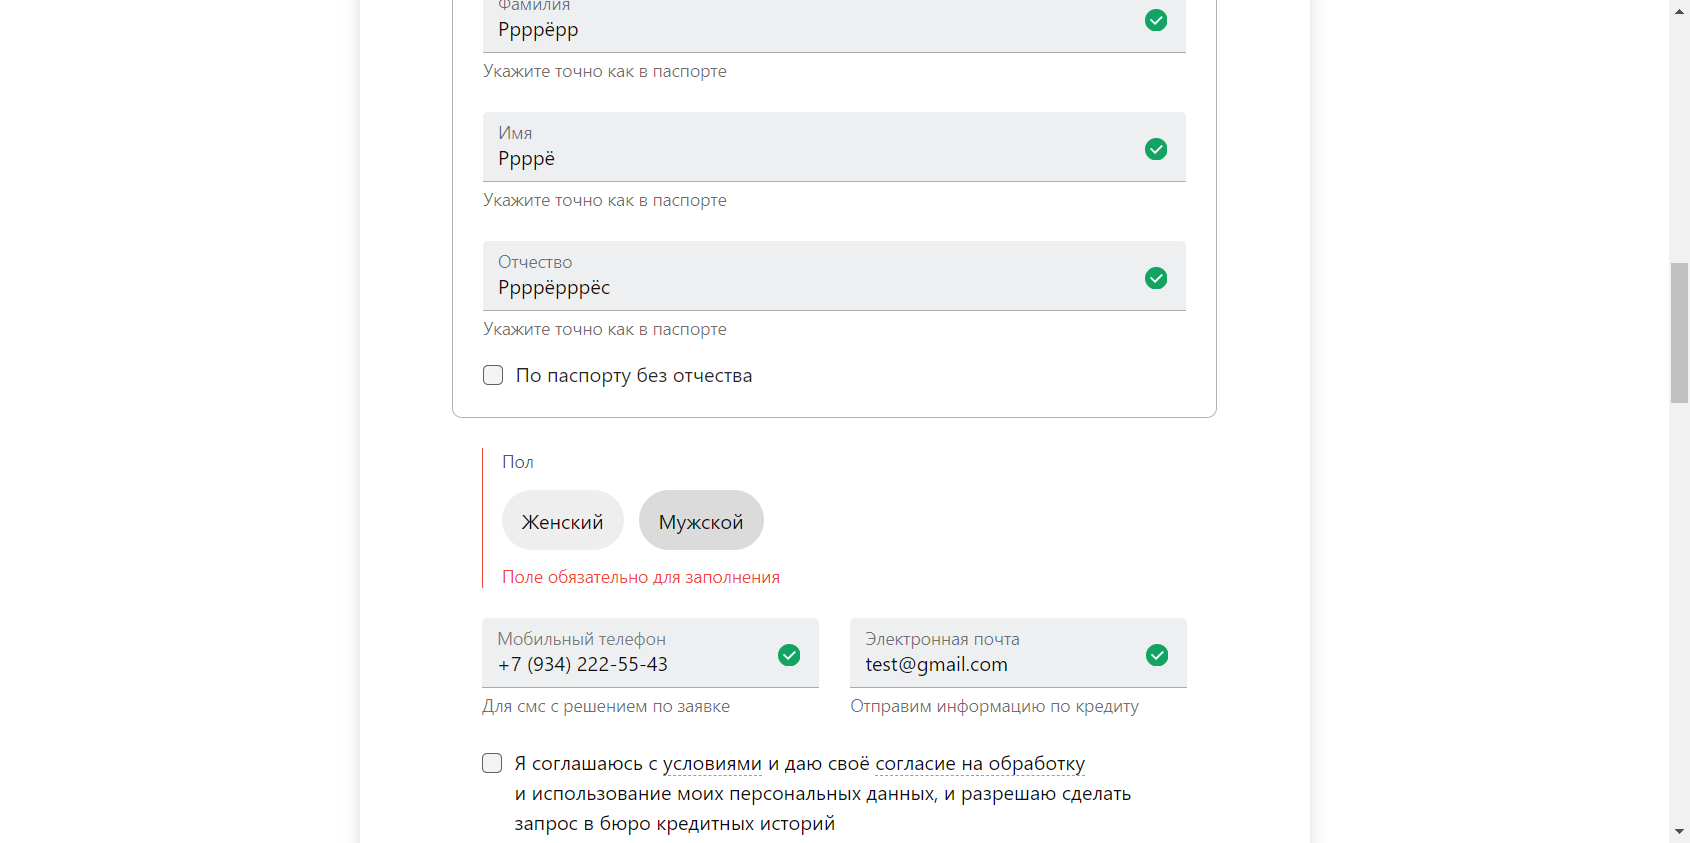 Фамилия
Ррррёрр
Укажите точно как в паспорте
Имя
Ррррё
Укажите точно как в паспорте
Отчество
Ррррёрррёс
Укажите точно как в паспорте
По паспорту без отчества
Пол
Женский Мужской
Поле обязательно для заполнения
Мобильный телефон
+7 (934) 222-55-43
Для смс с решением по заявке
Электронная почта
test@gmail.com
Отправим информацию по кредиту
Я соглашаюсь с условиями и даю своё согласие на обработку
и использование моих персональных данных, и разрешаю сделать
запрос в бюро кредитных историй